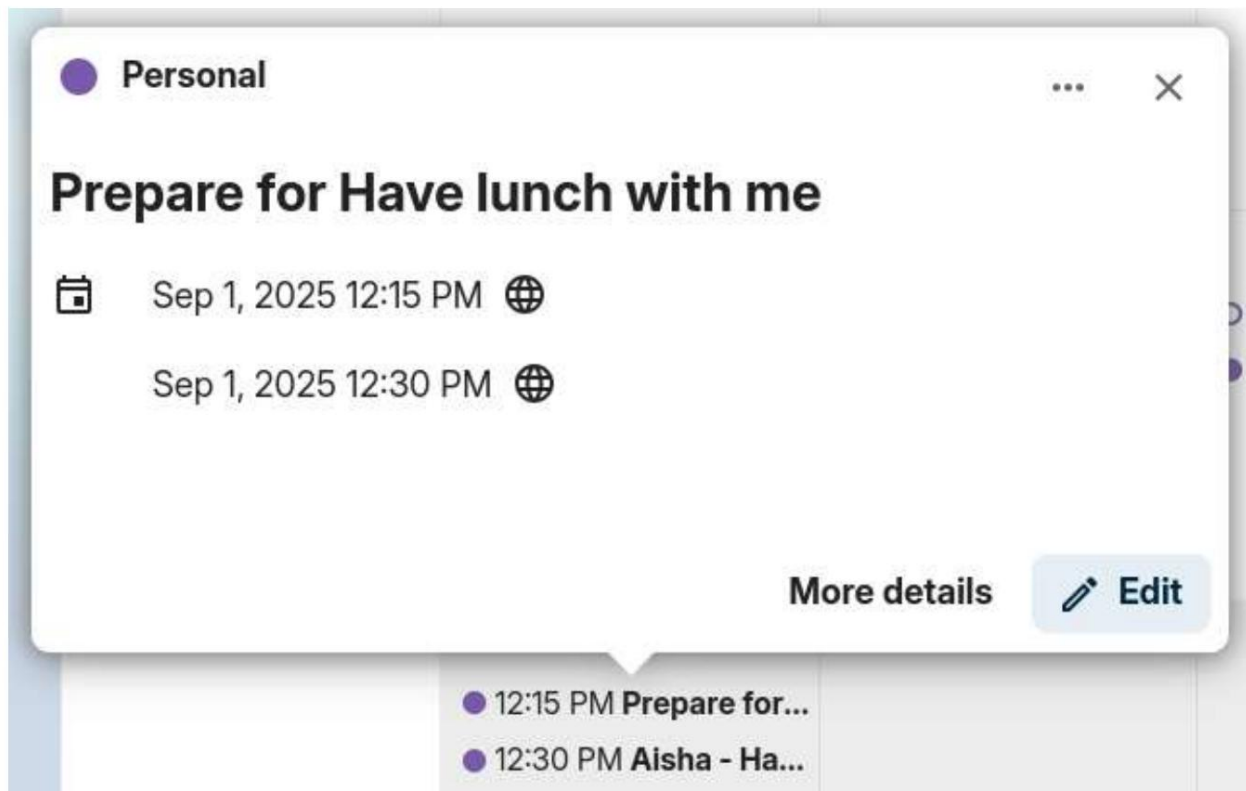 Personal
Prepare for Have lunch with me
Sep 1, 2025 12:15 PM
Sep 1, 2025 12:30 PM
More details
Edit
12:15 PM Prepare for...
12:30 PM Aisha - Ha...